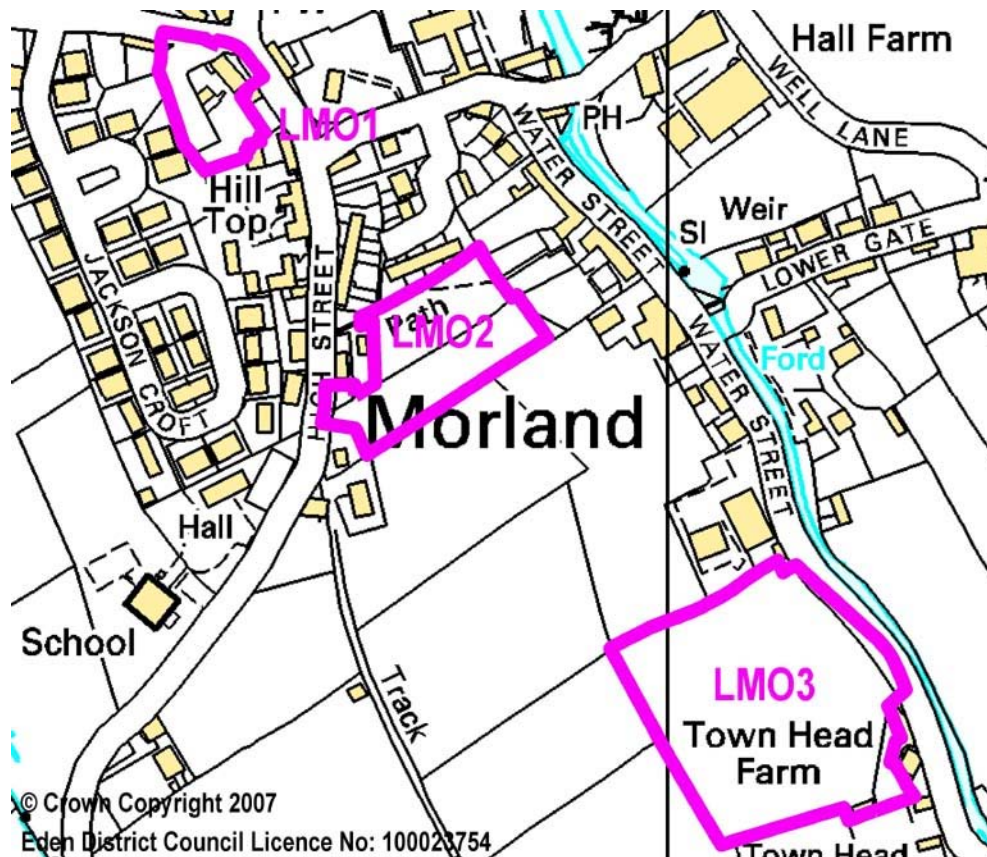 Hall Farm
WELL LANE
LMO1
PH
Hill
Top
WATER STREET
Weir
SI
LOWER GATE
JACKSON CROFT
HIGH STREET
Path
LMO2
Ford
Morland
WATER STREET
Hall
School
Track
LMO3
Town Head
Farm
© Crown Copyright 2007
Eden District Council Licence No: 100023754
Town Head